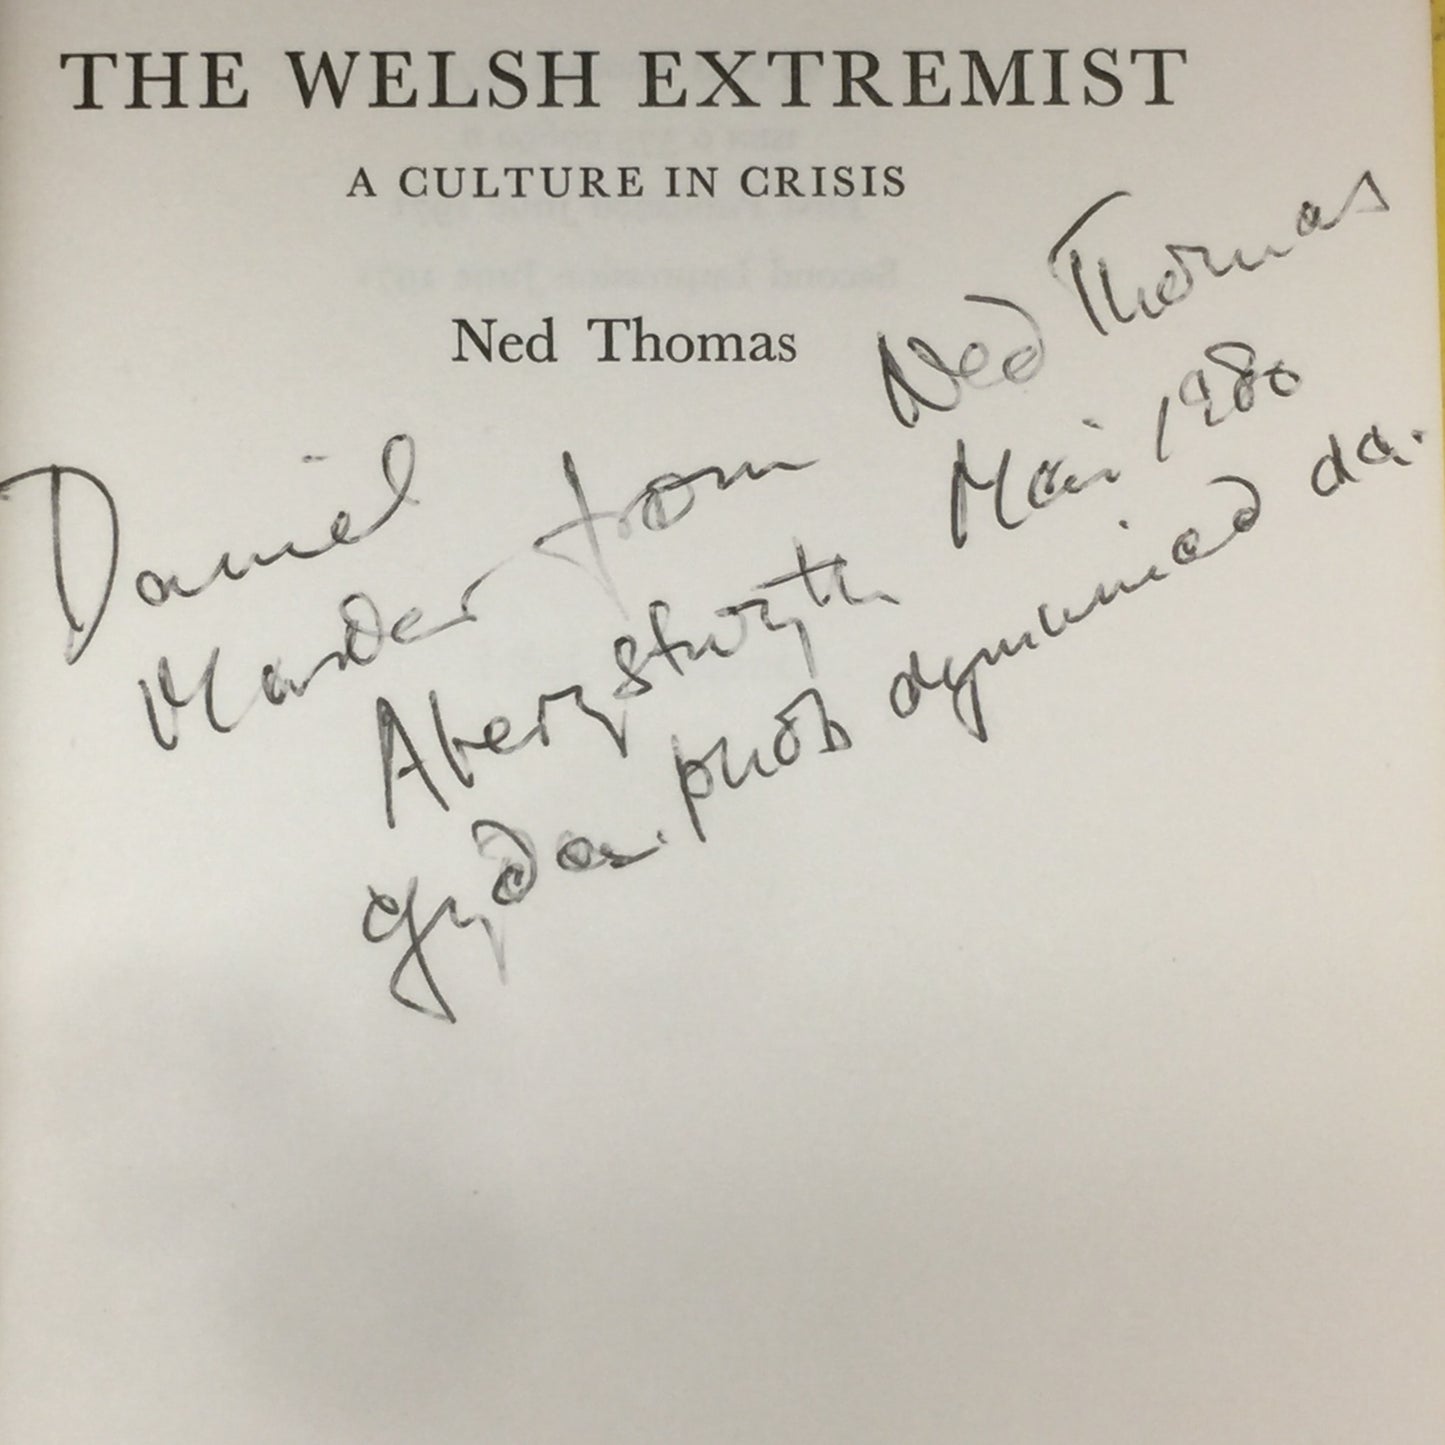 THE WELSH EXTREMIST
A CULTURE IN CRISIS
Ned Thomas
Daniel
from Ned Thomas
Aberystwyth Mai 1980
gyda phob dymuniad da.